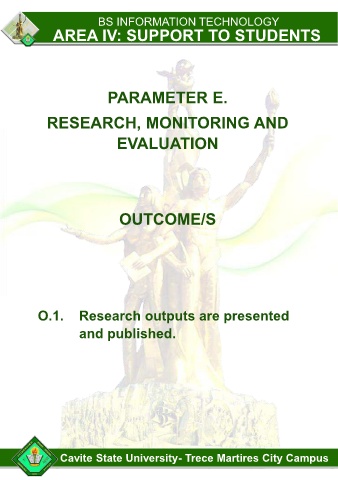 BS INFORMATION TECHNOLOGY
AREA IV: SUPPORT TO STUDENTS
PARAMETER E.
RESEARCH, MONITORING AND
EVALUATION
OUTCOME/S
O.1. Research outputs are presented
and published.
Cavite State University- Trece Martires City Campus